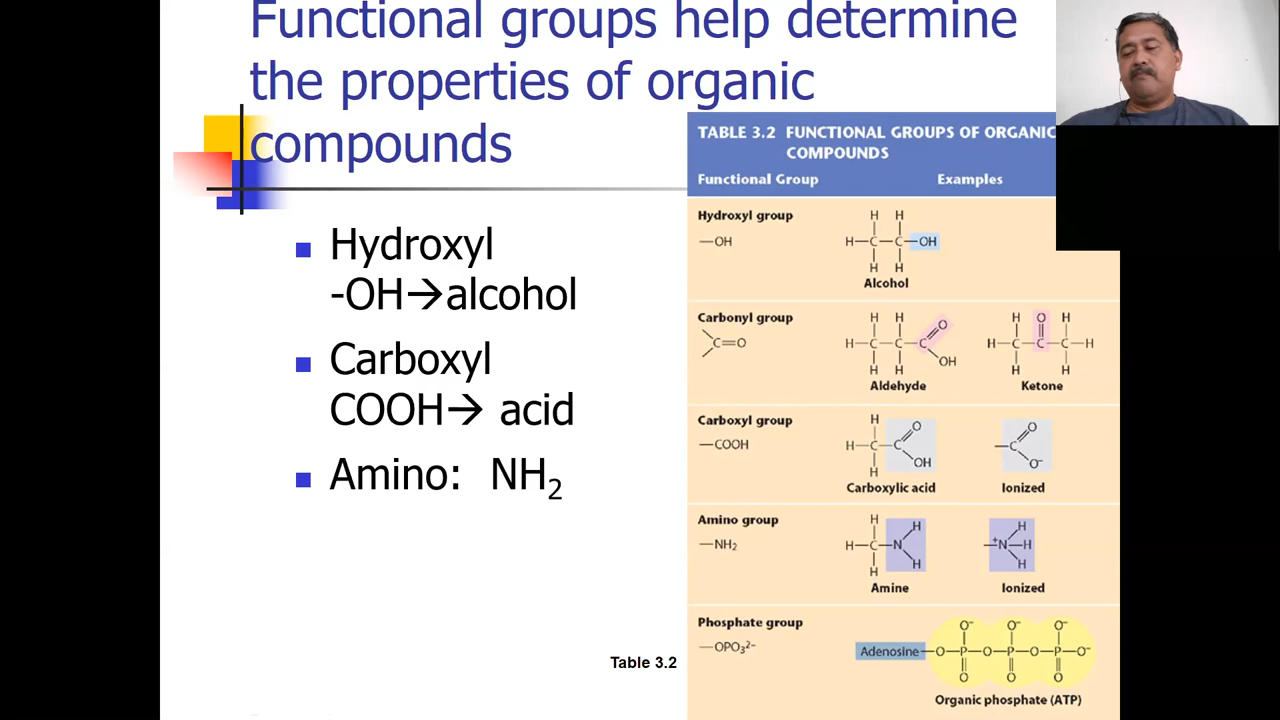 Functional groups help determine
the properties of organic
compounds
Hydroxyl
-OH→alcohol
Carboxyl
COOH→ acid
Amino: NH₂
Table 3.2
TABLE 3.2 FUNCTIONAL GROUPS OF ORGANIC
COMPOUNDS
Functional Group Examples
Hydroxyl group
—OH
H H
H—C—C—OH
H H
Alcohol
Carbonyl group
C=O
H H O
H—C—C—C
OH
H H
Aldehyde
H O H
H—C—C—C—H
H H
Ketone
Carboxyl group
—COOH
H O
H—C—C
OH
H
Carboxylic acid
O
—C
O⁻
Ionized
Amino group
—NH₂
H H
H—C—N
H H
Amine
H
—⁺N—H
H
Ionized
Phosphate group
—OPO₃²⁻
O⁻ O⁻ O⁻
Adenosine—O—P—O—P—O—P—O⁻
O O O
Organic phosphate (ATP)